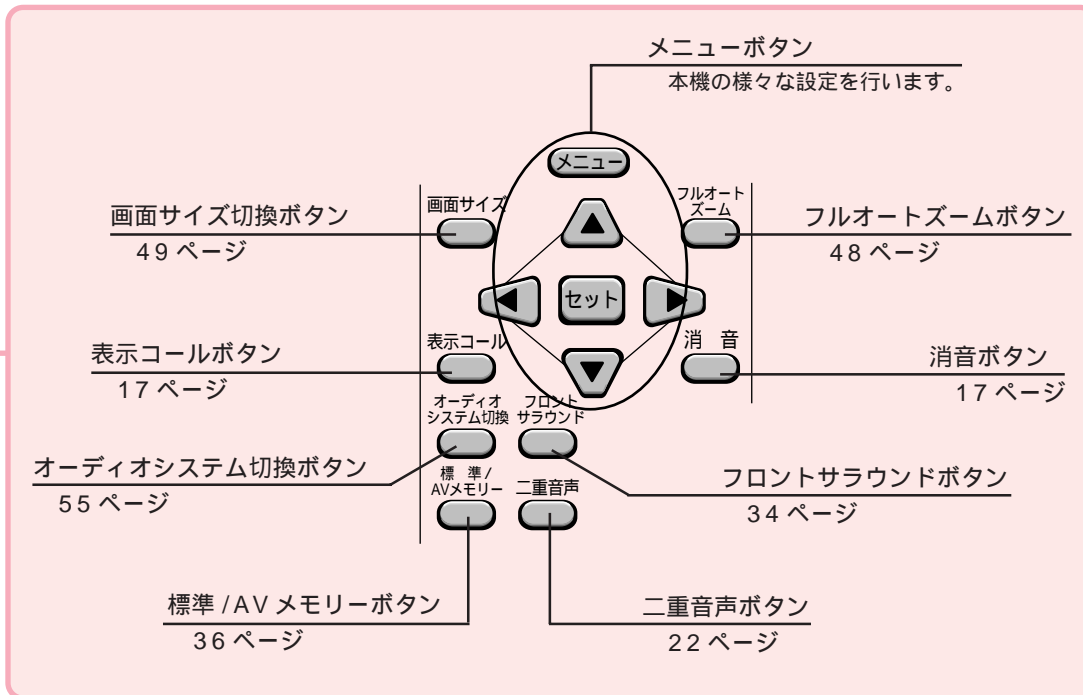 メニューボタン
本機の様々な設定を行います。
メニュー
画面サイズ
フルオート
ズーム
画面サイズ切換ボタン
49 ページ
フルオートズームボタン
48 ページ
セット
表示コール
消 音
表示コールボタン
17 ページ
消音ボタン
17 ページ
オーディオ
システム切換
フロント
サラウンド
オーディオシステム切換ボタン
55 ページ
フロントサラウンドボタン
34 ページ
標 準 /
AVメモリー
二重音声
標準 /AV メモリーボタン
36 ページ
二重音声ボタン
22 ページ